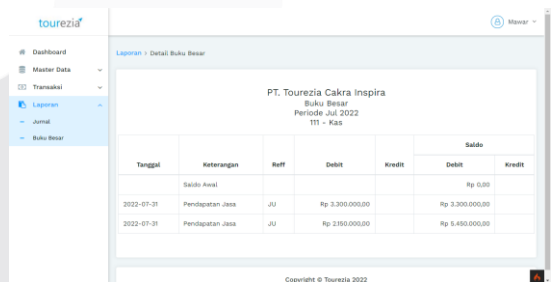 tourezia
Mawar
Dashboard
Master Data
Transaksi
Laporan
Jurnal
Buku Besar
Laporan > Detail Buku Besar
PT. Tourezia Cakra Inspira
Buku Besar
Periode Jul 2022
111 - Kas
Saldo
Tanggal Keterangan Reff Debit Kredit Debit Kredit
Saldo Awal Rp 0,00
2022-07-31 Pendapatan Jasa JU Rp 3.300.000,00 Rp 3.300.000,00
2022-07-31 Pendapatan Jasa JU Rp 2.150.000,00 Rp 5.450.000,00
Copyright © Tourezia 2022